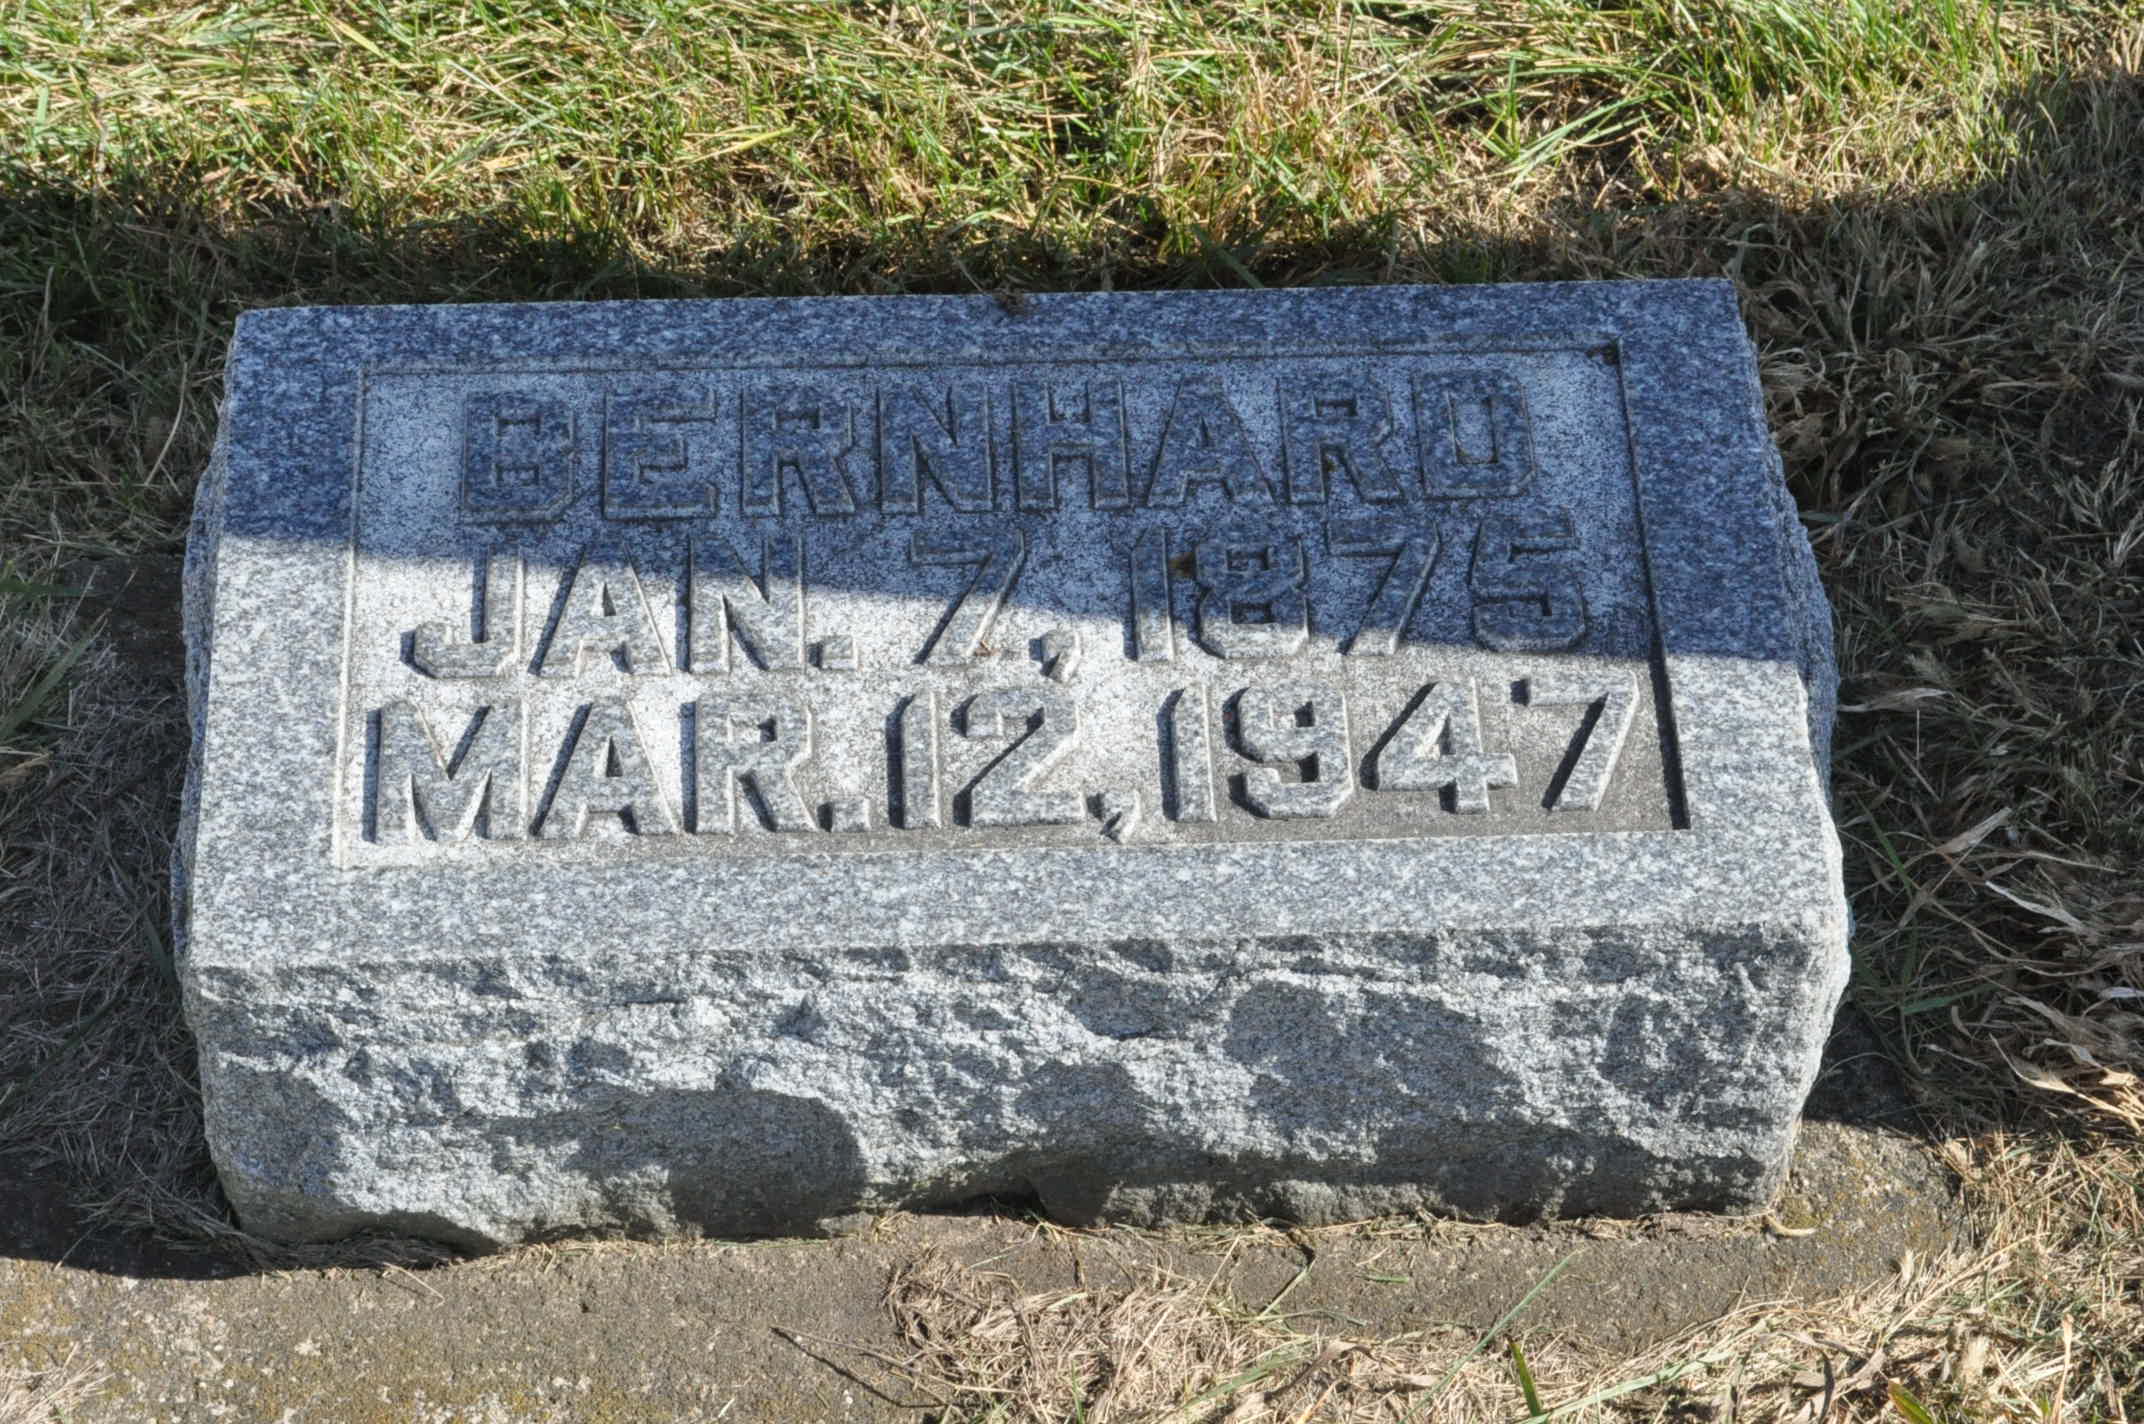 BERNHARD
JAN. 7, 1875
MAR. 12, 1947